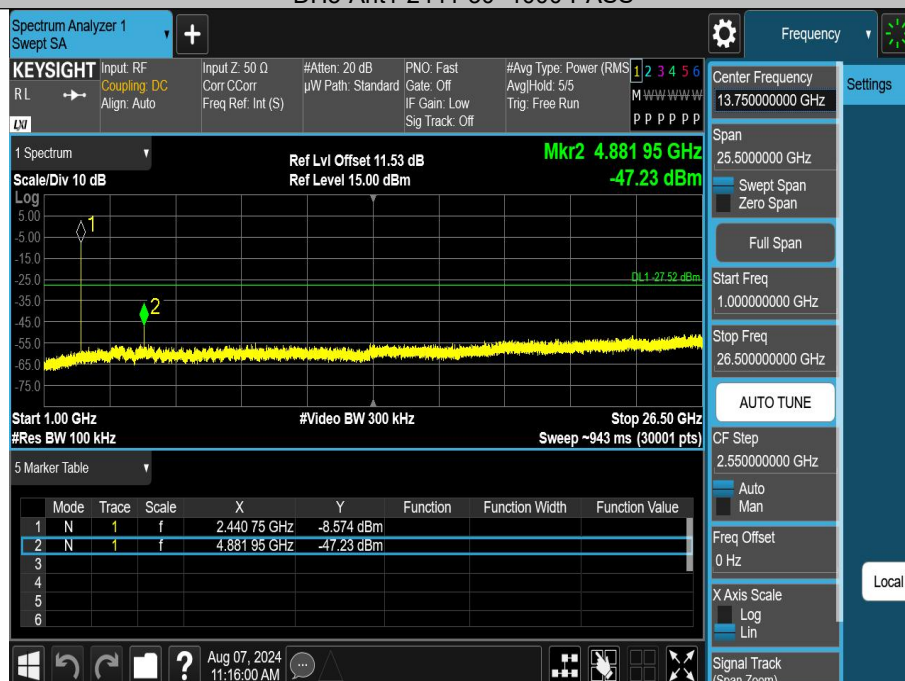 Spectrum Analyzer 1
Swept SA
Frequency
KEYSIGHT
RL
LXI
Input: RF
Coupling: DC
Align: Auto
Input Z: 50 Ω
Corr CCorr
Freq Ref: Int (S)
#Atten: 20 dB
µW Path: Standard
PNO: Fast
Gate: Off
IF Gain: Low
Sig Track: Off
#Avg Type: Power (RMS
Avg|Hold: 5/5
Trig: Free Run
1 2 3 4 5 6
M W W W W W
P P P P P P
1 Spectrum
Scale/Div 10 dB
Ref Lvl Offset 11.53 dB
Ref Level 15.00 dBm
Mkr2 4.881 95 GHz
-47.23 dBm
Log
5.00
-5.00
-15.0
-25.0
-35.0
-45.0
-55.0
-65.0
-75.0
1
2
DL1 -27.52 dBm
Start 1.00 GHz
#Res BW 100 kHz
#Video BW 300 kHz
Stop 26.50 GHz
Sweep ~943 ms (30001 pts)
5 Marker Table
Mode Trace Scale X Y Function Function Width Function Value
1 N 1 f 2.440 75 GHz -8.574 dBm
2 N 1 f 4.881 95 GHz -47.23 dBm
3
4
5
6
Aug 07, 2024
11:16:00 AM
Center Frequency
13.750000000 GHz
Settings
Span
25.5000000 GHz
Swept Span
Zero Span
Full Span
Start Freq
1.000000000 GHz
Stop Freq
26.500000000 GHz
AUTO TUNE
CF Step
2.550000000 GHz
Auto
Man
Freq Offset
0 Hz
X Axis Scale
Log
Lin
Signal Track
(Span Zoom)
Local